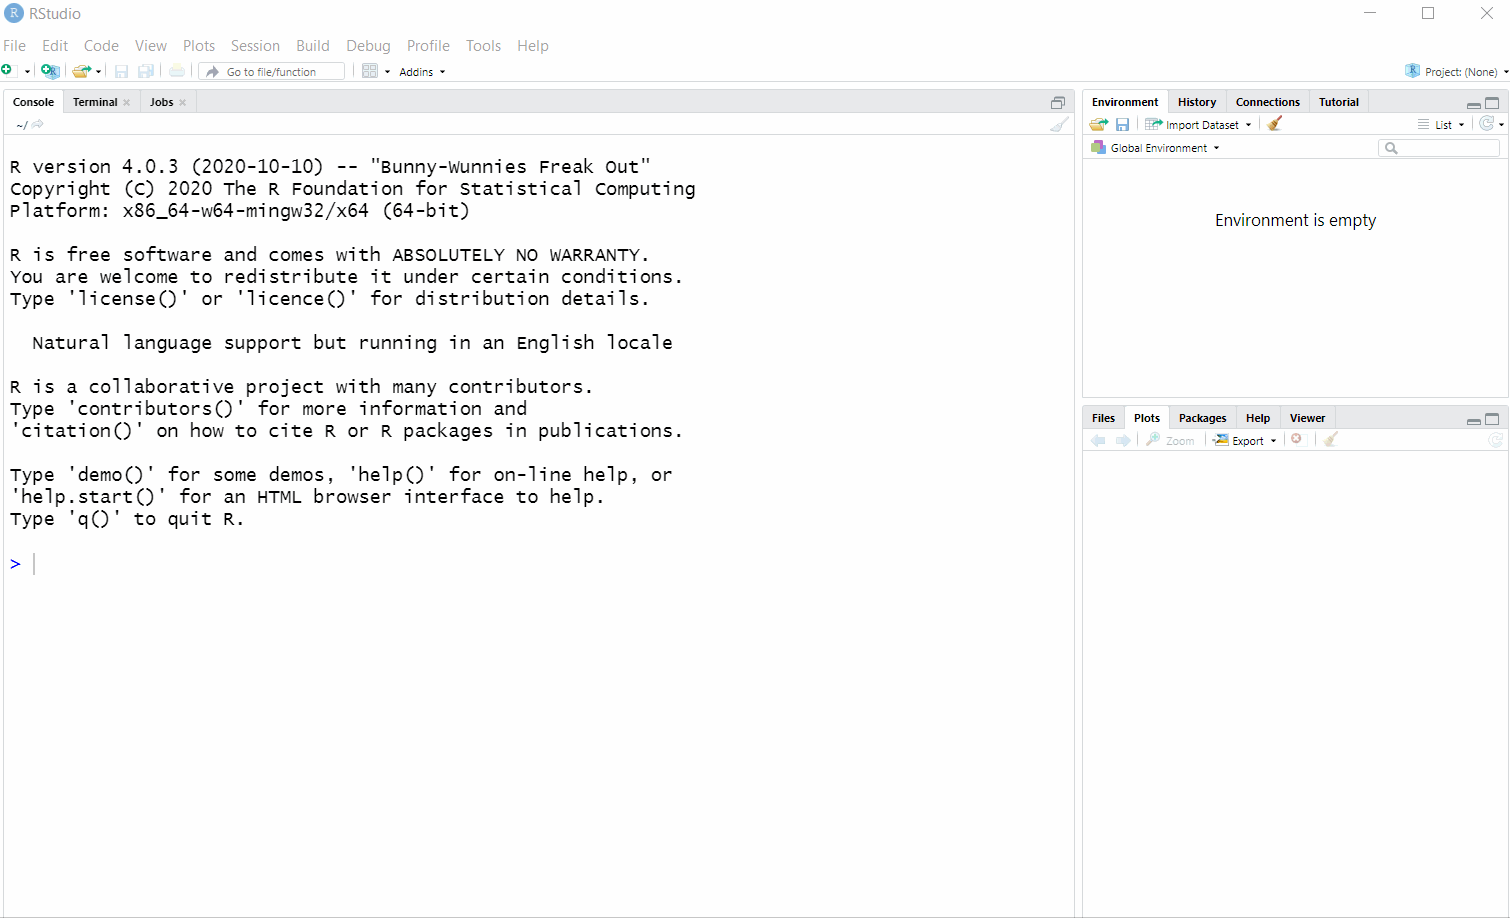 RStudio
File Edit Code View Plots Session Build Debug Profile Tools Help
Go to file/function Addins Project: (None)
Console Terminal Jobs
~/
R version 4.0.3 (2020-10-10) -- "Bunny-Wunnies Freak Out"
Copyright (C) 2020 The R Foundation for Statistical Computing
Platform: x86_64-w64-mingw32/x64 (64-bit)
R is free software and comes with ABSOLUTELY NO WARRANTY.
You are welcome to redistribute it under certain conditions.
Type 'license()' or 'licence()' for distribution details.
Natural language support but running in an English locale
R is a collaborative project with many contributors.
Type 'contributors()' for more information and
'citation()' on how to cite R or R packages in publications.
Type 'demo()' for some demos, 'help()' for on-line help, or
'help.start()' for an HTML browser interface to help.
Type 'q()' to quit R.
>
Environment History Connections Tutorial
Import Dataset List
Global Environment
Environment is empty
Files Plots Packages Help Viewer
Zoom Export